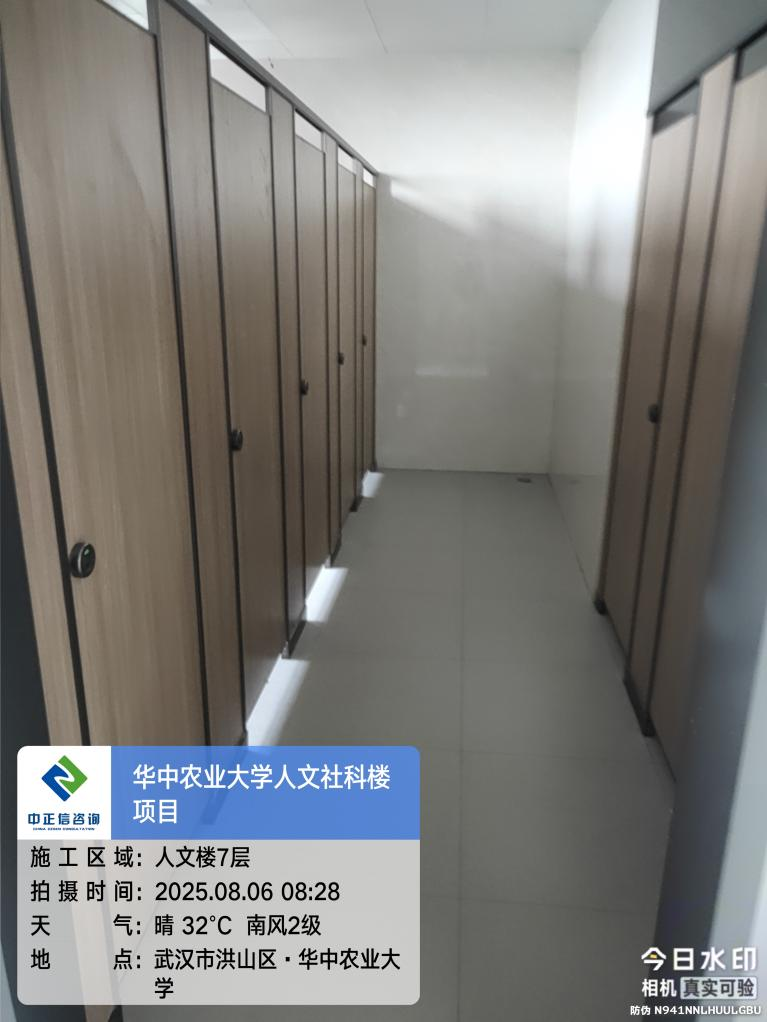 华中农业大学人文社科楼
项目
中正信咨询
施工区域：人文楼7层
拍摄时间：2025.08.06 08:28
天气：晴 32℃ 南风2级
地点：武汉市洪山区·华中农业大
学
今日水印
相机 真实可验
防伪 N941NNLHUULGBU